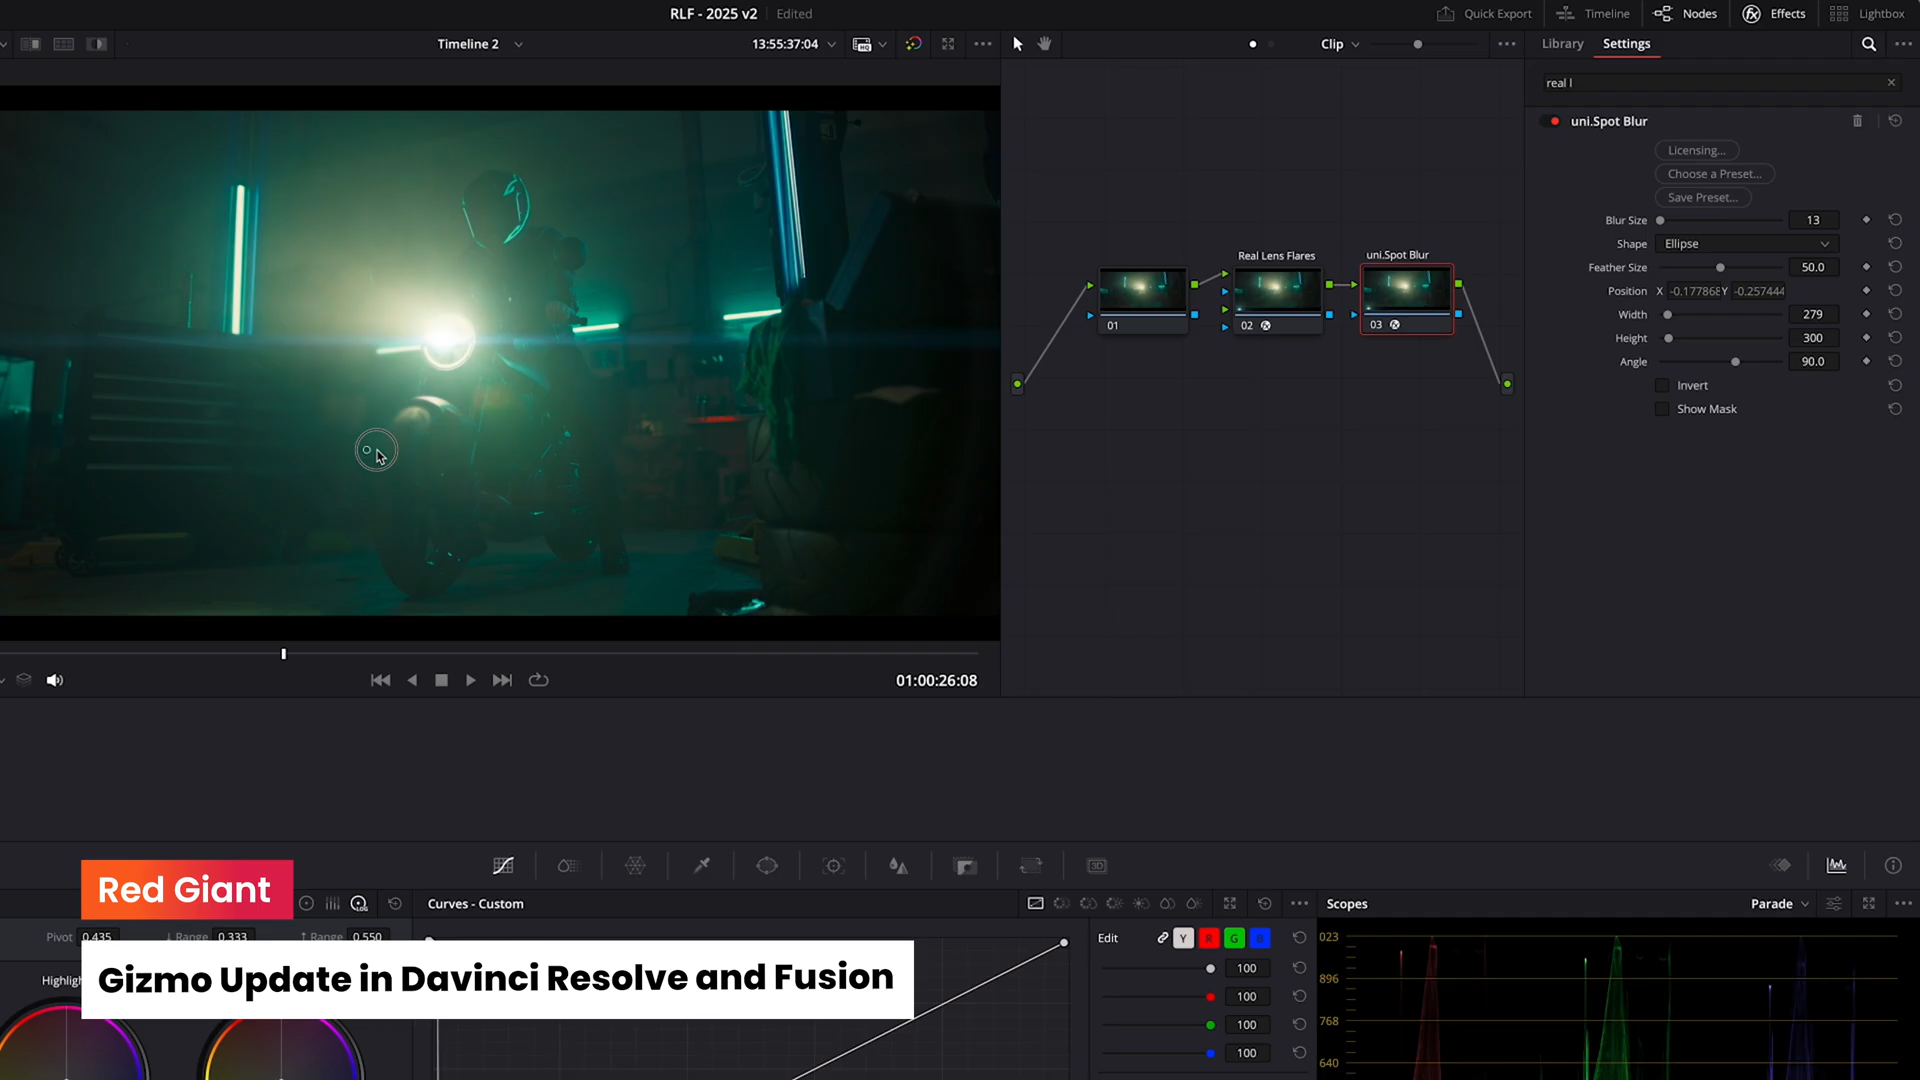 RLF - 2025 v2 Edited
Quick Export
Timeline
Nodes
Effects
Lightbox
Timeline 2
13:55:37:04
Clip
Library
Settings
real l
uni.Spot Blur
Licensing...
Choose a Preset...
Save Preset...
Blur Size 13
Shape Ellipse
Feather Size 50.0
Position X -0.177868 Y -0.257444
Width 279
Height 300
Angle 90.0
Invert
Show Mask
Real Lens Flares
uni.Spot Blur
01
02
03
01:00:26:08
Red Giant
Curves - Custom
Scopes
Parade
Pivot 0.435
Range 0.333
Range 0.550
Edit
Y
R
G
100
100
100
100
023
896
768
640
Gizmo Update in Davinci Resolve and Fusion